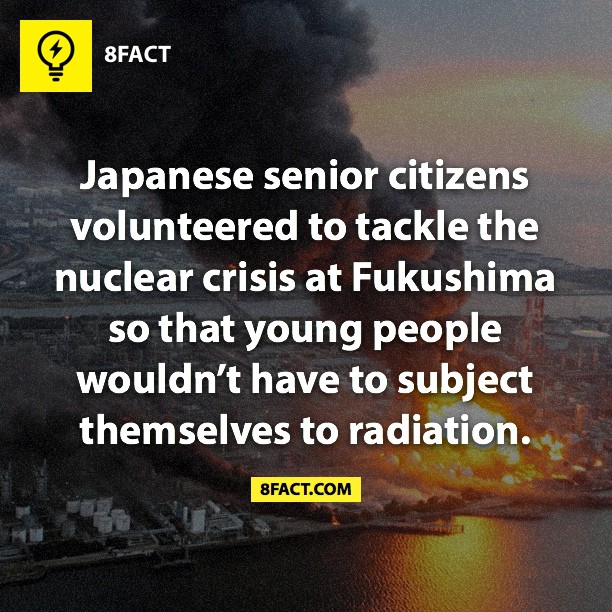 8FACT
Japanese senior citizens
volunteered to tackle the
nuclear crisis at Fukushima
so that young people
wouldn’t have to subject
themselves to radiation.
8FACT.COM